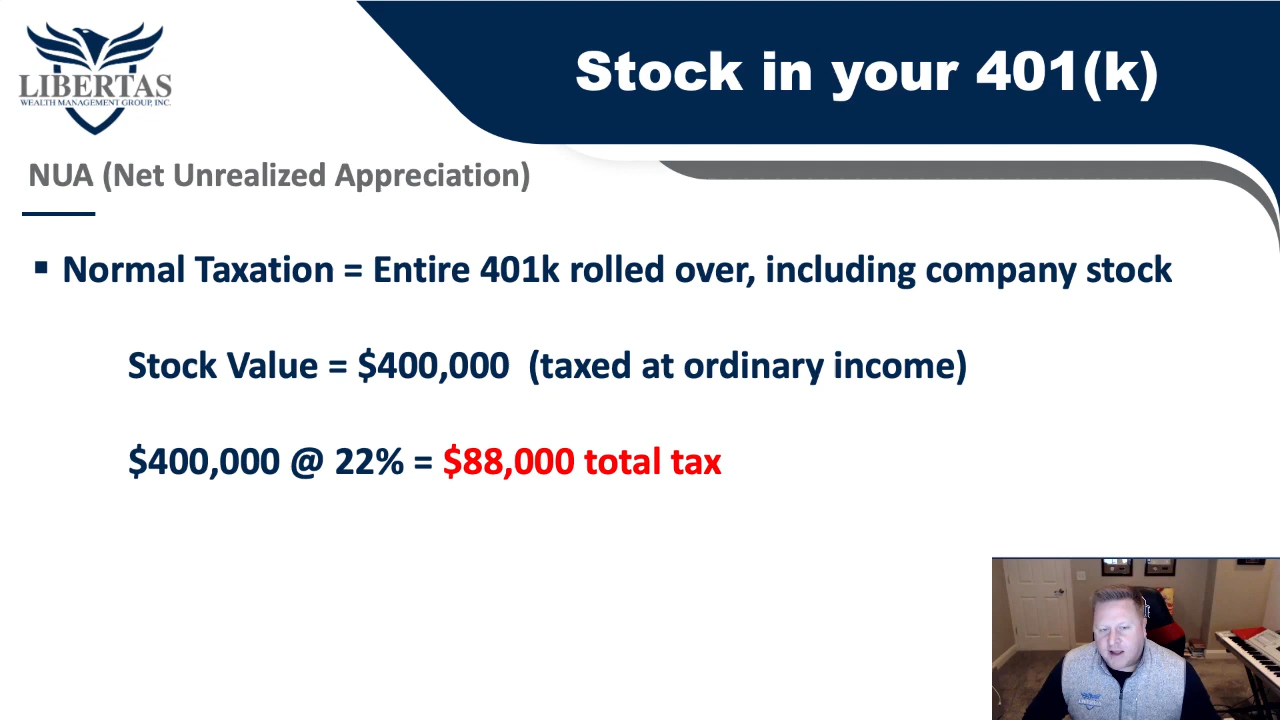 LIBERTAS
WEALTH MANAGEMENT GROUP, INC.
Stock in your 401(k)
NUA (Net Unrealized Appreciation)
▪ Normal Taxation = Entire 401k rolled over, including company stock
Stock Value = $400,000 (taxed at ordinary income)
$400,000 @ 22% = $88,000 total tax